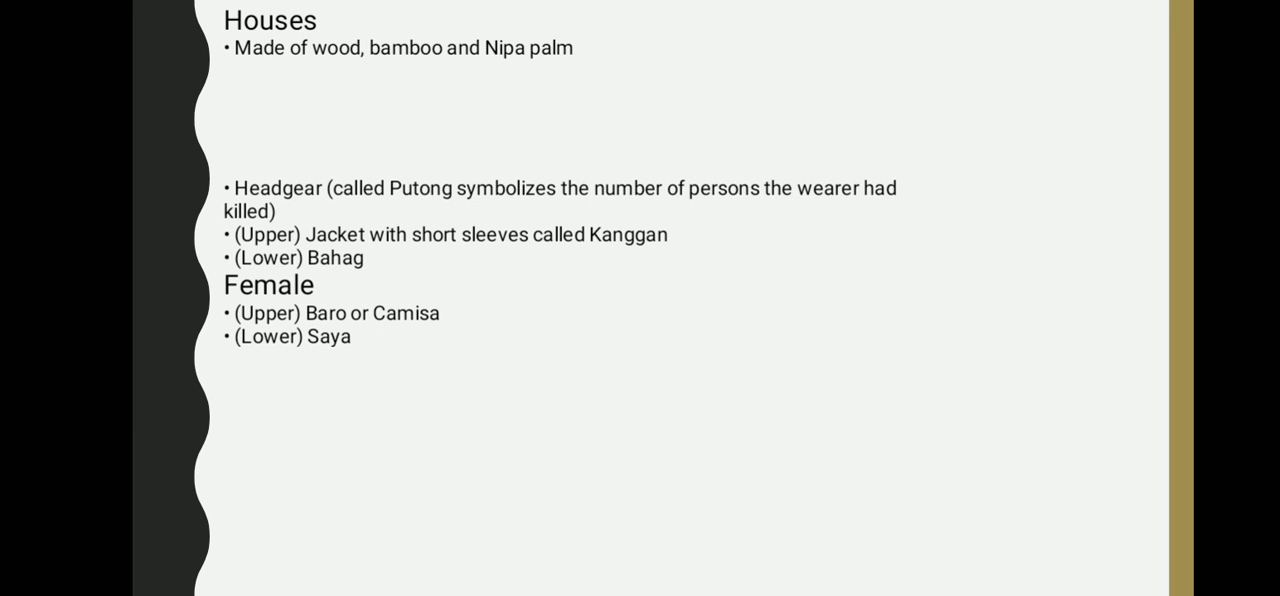 Houses
• Made of wood, bamboo and Nipa palm
• Headgear (called Putong symbolizes the number of persons the wearer had
killed)
• (Upper) Jacket with short sleeves called Kanggan
• (Lower) Bahag
Female
• (Upper) Baro or Camisa
• (Lower) Saya